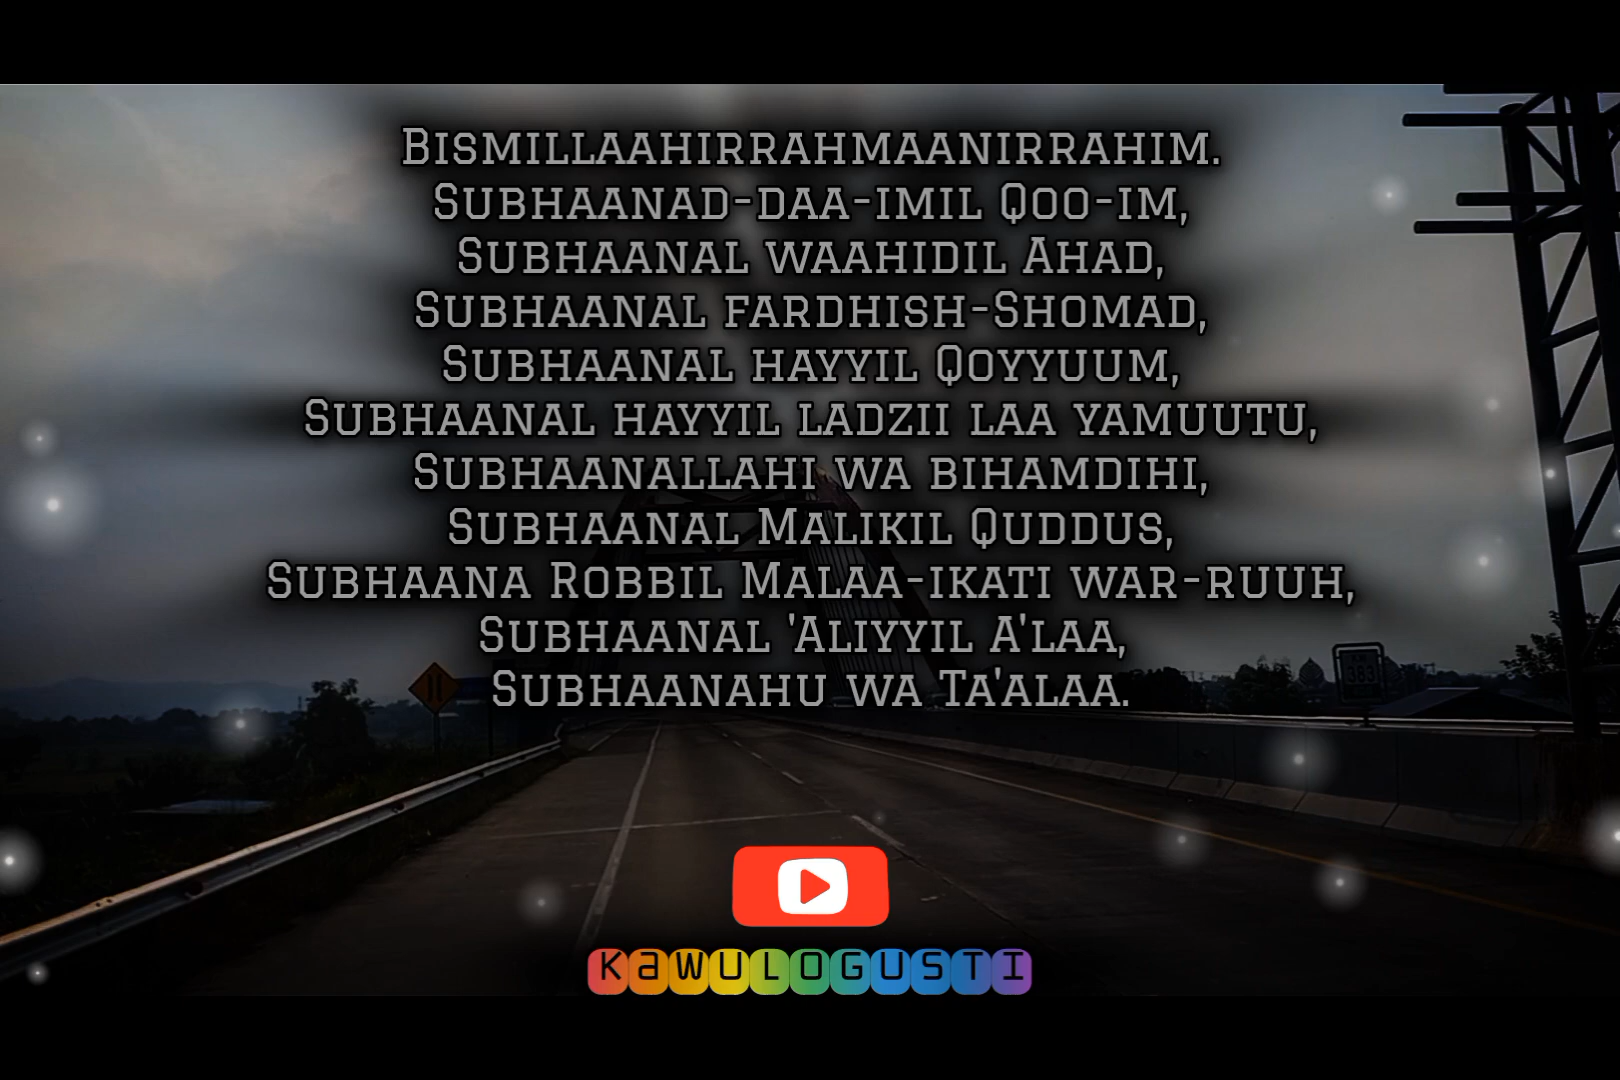 Bismillaahirrahmaanirrahim.
Subhaanad-daa-imil Qoo-im,
Subhaanal waahidil Ahad,
Subhaanal fardhish-Shomad,
Subhaanal hayyil Qoyyuum,
Subhaanal hayyil ladzii laa yamuutu,
Subhaanallahi wa bihamdihi,
Subhaanal Malikil Quddus,
Subhaana Robbil Malaa-ikati war-ruuh,
Subhaanal 'Aliyyil A'laa,
Subhaanahu wa Ta'alaa.
KM
383
KaWULOGUSTI